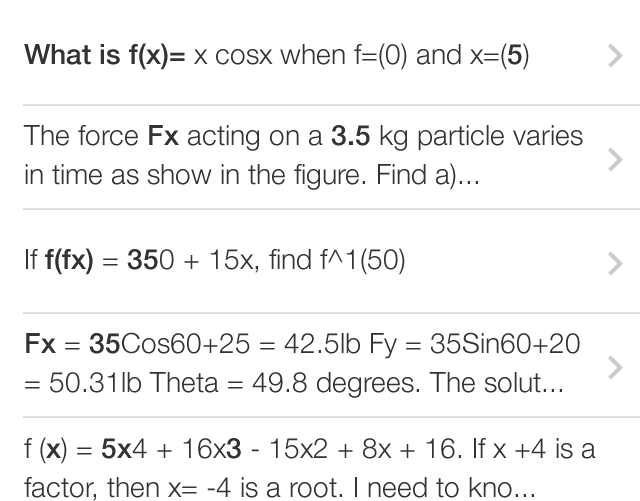 What is f(x)= x cosx when f=(0) and x=(5)
The force Fx acting on a 3.5 kg particle varies
in time as show in the figure. Find a)...
If f(fx) = 350 + 15x, find f^1(50)
Fx = 35Cos60+25 = 42.5lb Fy = 35Sin60+20
= 50.31lb Theta = 49.8 degrees. The solut...
f (x) = 5x4 + 16x3 - 15x2 + 8x + 16. If x +4 is a
factor, then x= -4 is a root. I need to kno...